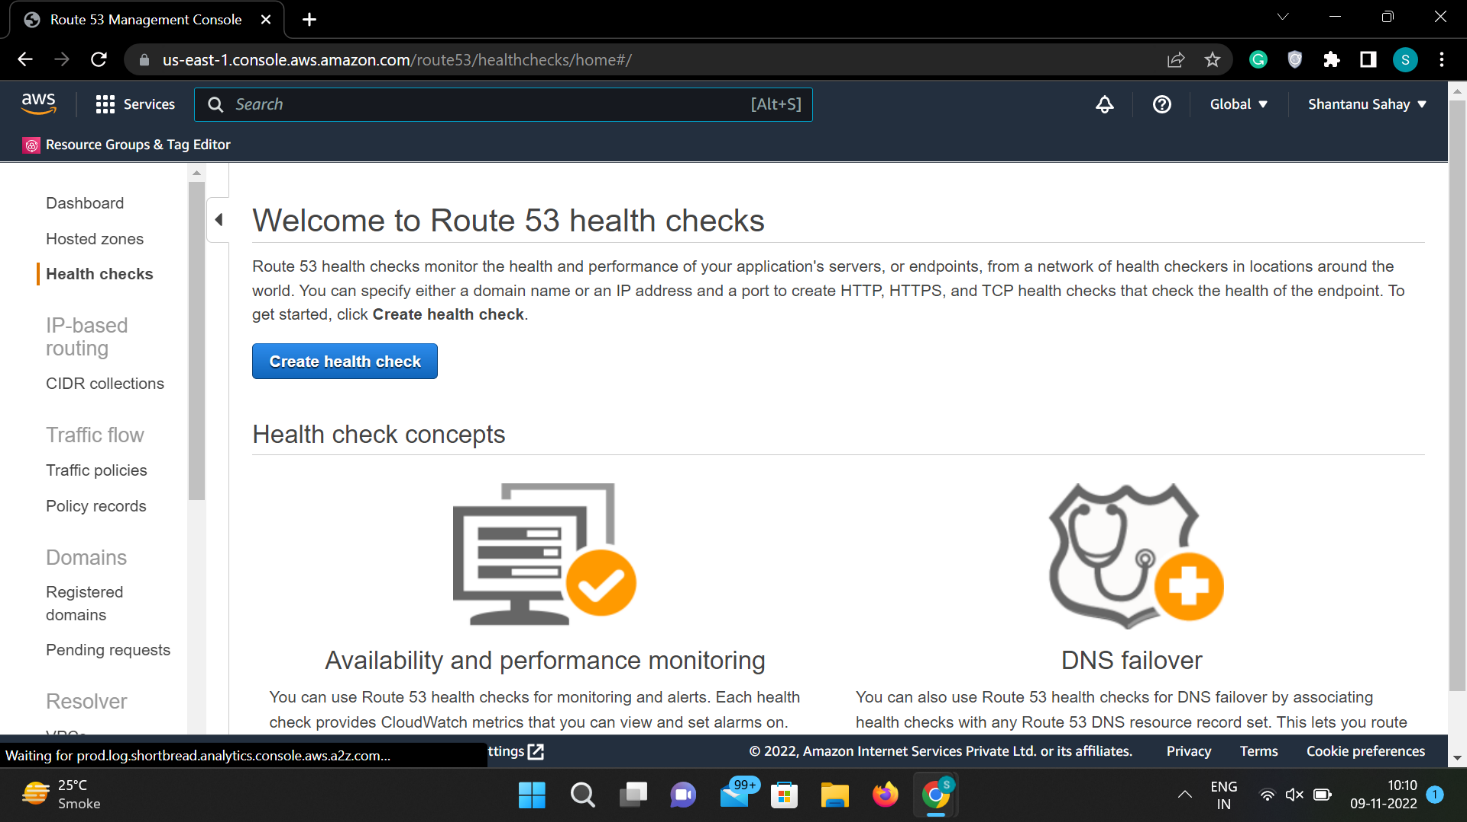 Route 53 Management Console
us-east-1.console.aws.amazon.com/route53/healthchecks/home#/
S
aws
Services
Search
[Alt+S]
Global
Shantanu Sahay
Resource Groups & Tag Editor
Dashboard
Hosted zones
Health checks
IP-based
routing
CIDR collections
Traffic flow
Traffic policies
Policy records
Domains
Registered
domains
Pending requests
Resolver
Welcome to Route 53 health checks
Route 53 health checks monitor the health and performance of your application's servers, or endpoints, from a network of health checkers in locations around the
world. You can specify either a domain name or an IP address and a port to create HTTP, HTTPS, and TCP health checks that check the health of the endpoint. To
get started, click Create health check.
Create health check
Health check concepts
Availability and performance monitoring
You can use Route 53 health checks for monitoring and alerts. Each health
check provides CloudWatch metrics that you can view and set alarms on.
DNS failover
You can also use Route 53 health checks for DNS failover by associating
health checks with any Route 53 DNS resource record set. This lets you route
Waiting for prod.log.shortbread.analytics.console.aws.a2z.com...
ttings
© 2022, Amazon Internet Services Private Ltd. or its affiliates.
Privacy
Terms
Cookie preferences
25°C
Smoke
99+
S
ENG
IN
10:10
09-11-2022
1